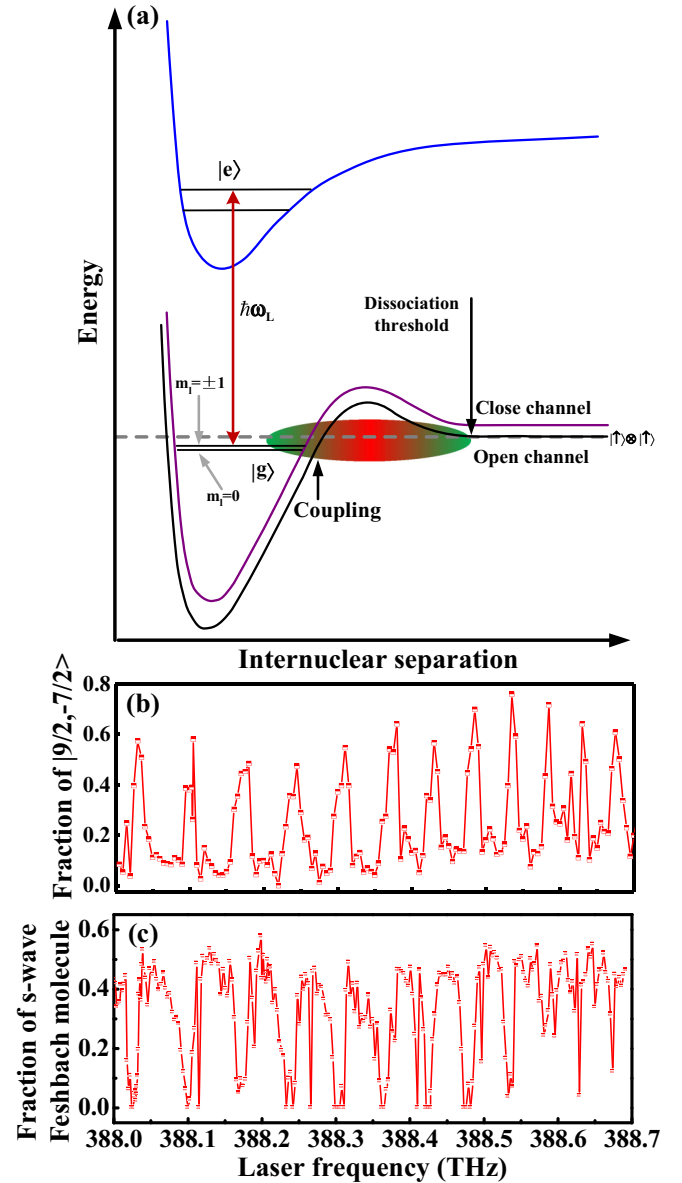 (a)
Energy
|e⟩
ħω_L
Dissociation
threshold
m_l=±1
Close channel
|↑⟩⊗|↑⟩
Open channel
|g⟩
m_l=0
Coupling
Internuclear separation
(b)
Fraction of |9/2,-7/2>
0.8
0.6
0.4
0.2
0.0
(c)
Fraction of s-wave
Feshbach molecule
0.6
0.4
0.2
0.0
388.0 388.1 388.2 388.3 388.4 388.5 388.6 388.7
Laser frequency (THz)